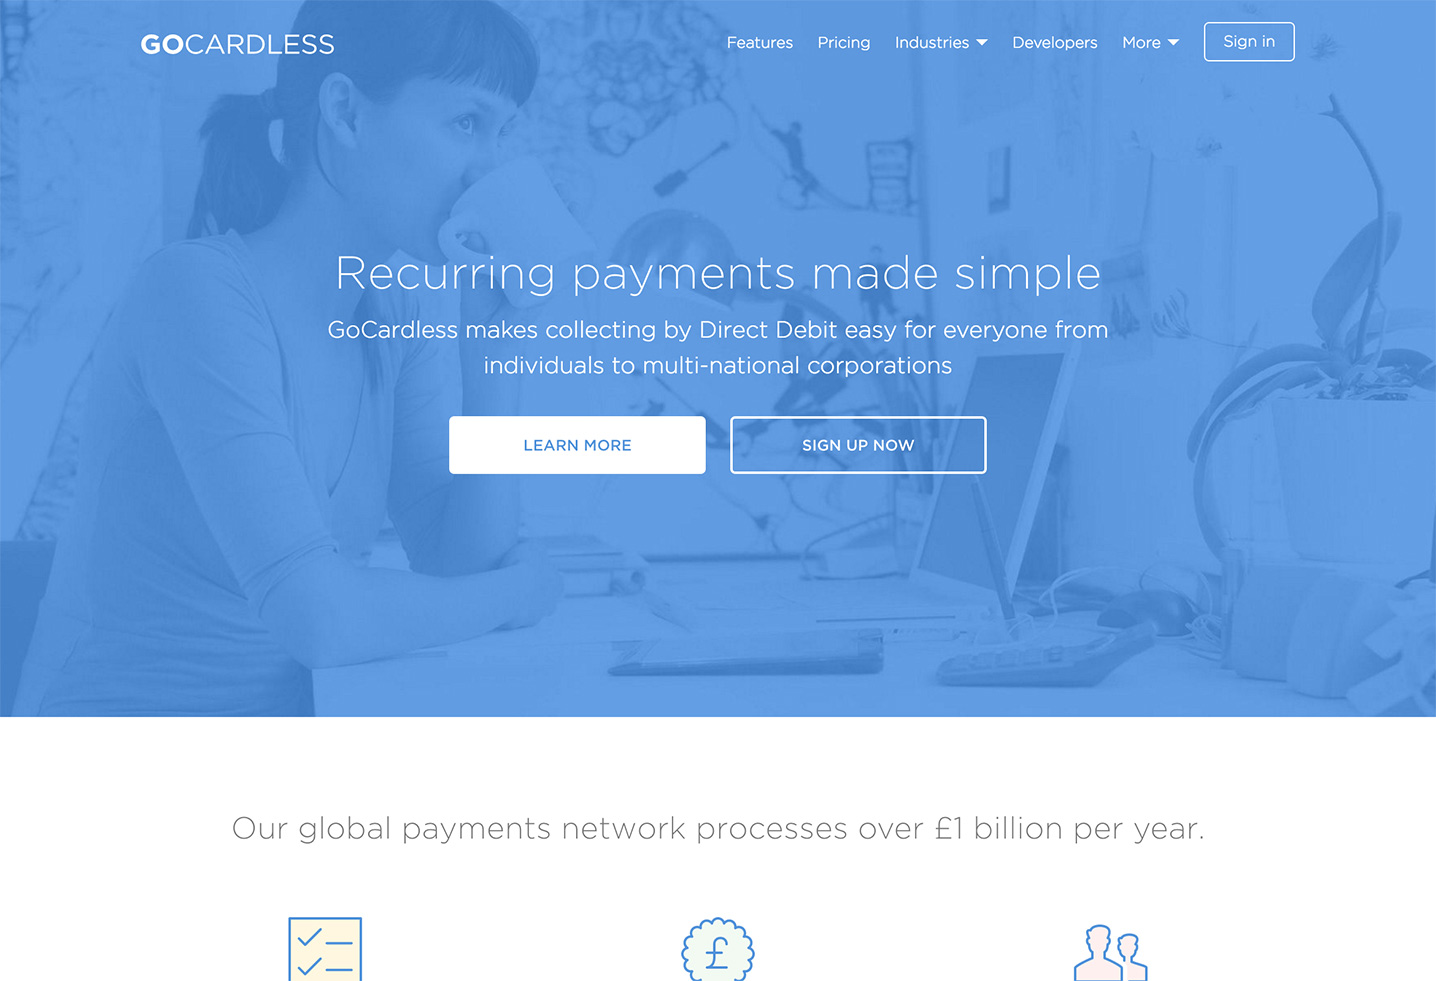 GOCARDLESS
Features Pricing Industries Developers More Sign in
Recurring payments made simple
GoCardless makes collecting by Direct Debit easy for everyone from
individuals to multi-national corporations
LEARN MORE SIGN UP NOW
Our global payments network processes over £1 billion per year.
£